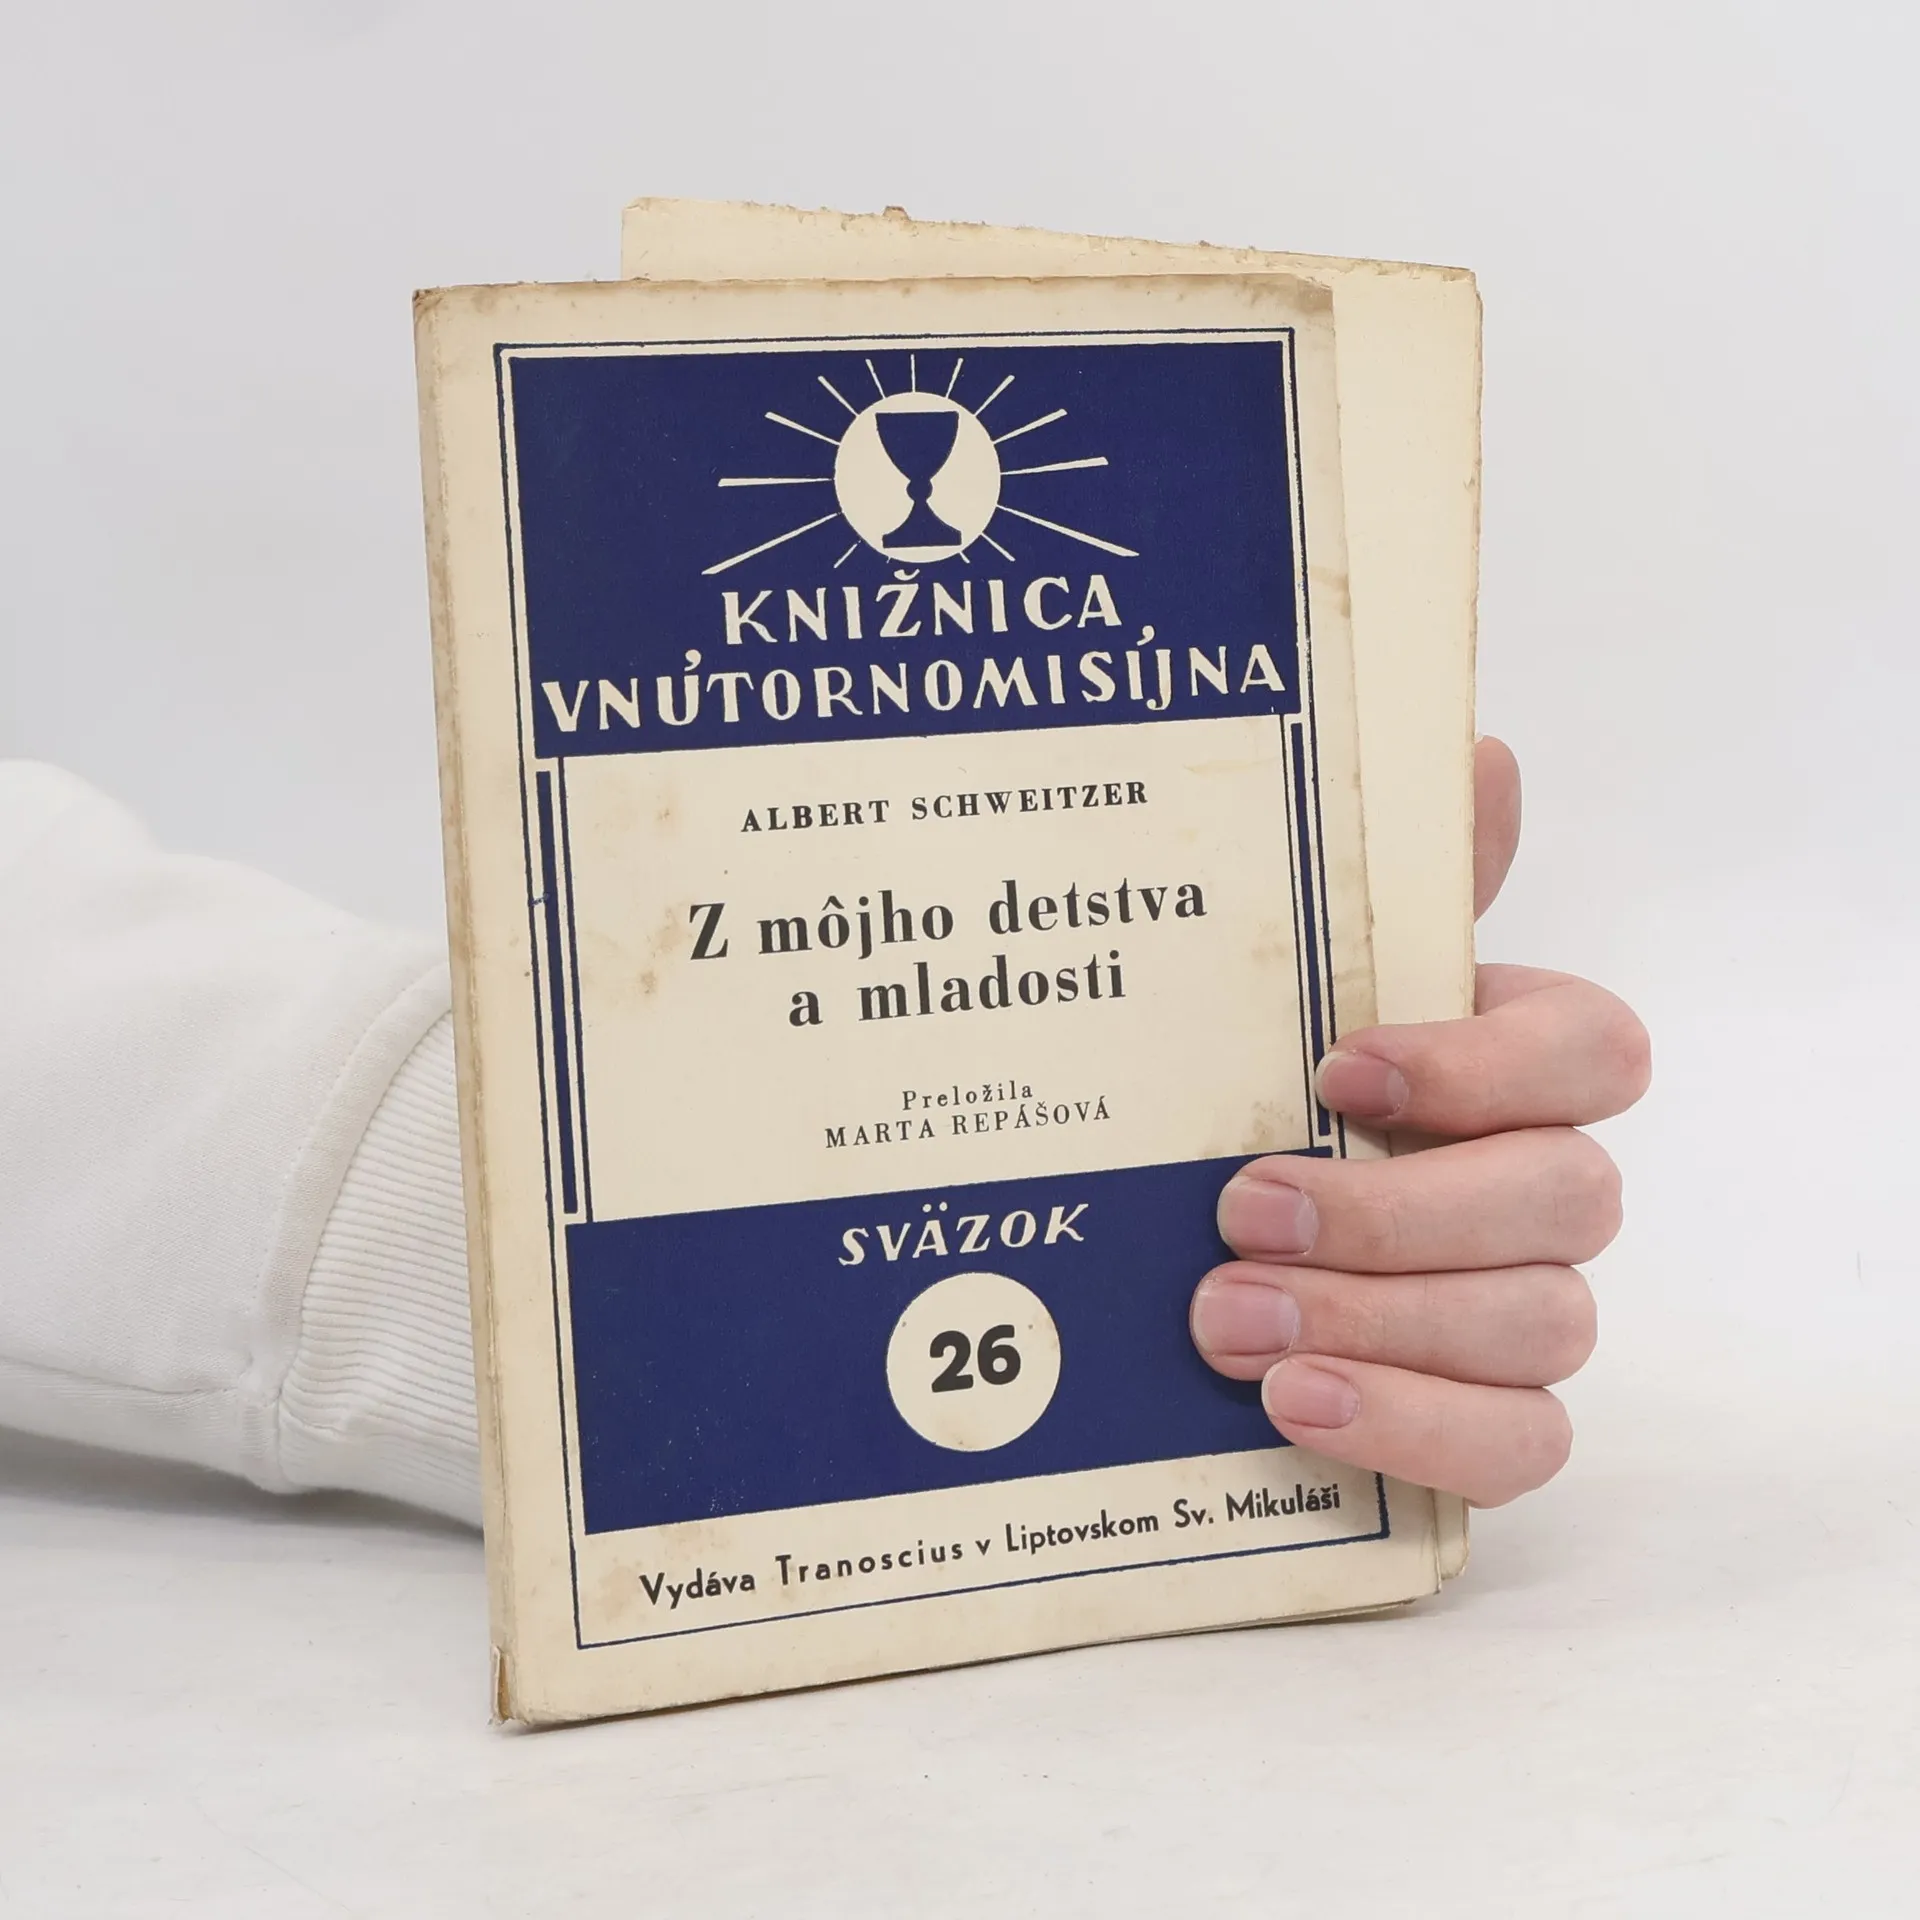 KNIŽNICA
VNÚTORNOMISIJNA
ALBERT SCHWEITZER
Z môjho detstva
a mladosti
Preložila
MARTA REPÁŠOVÁ
SVÄZOK
26
Vydáva Tranoscius v Liptovskom Sv. Mikuláši